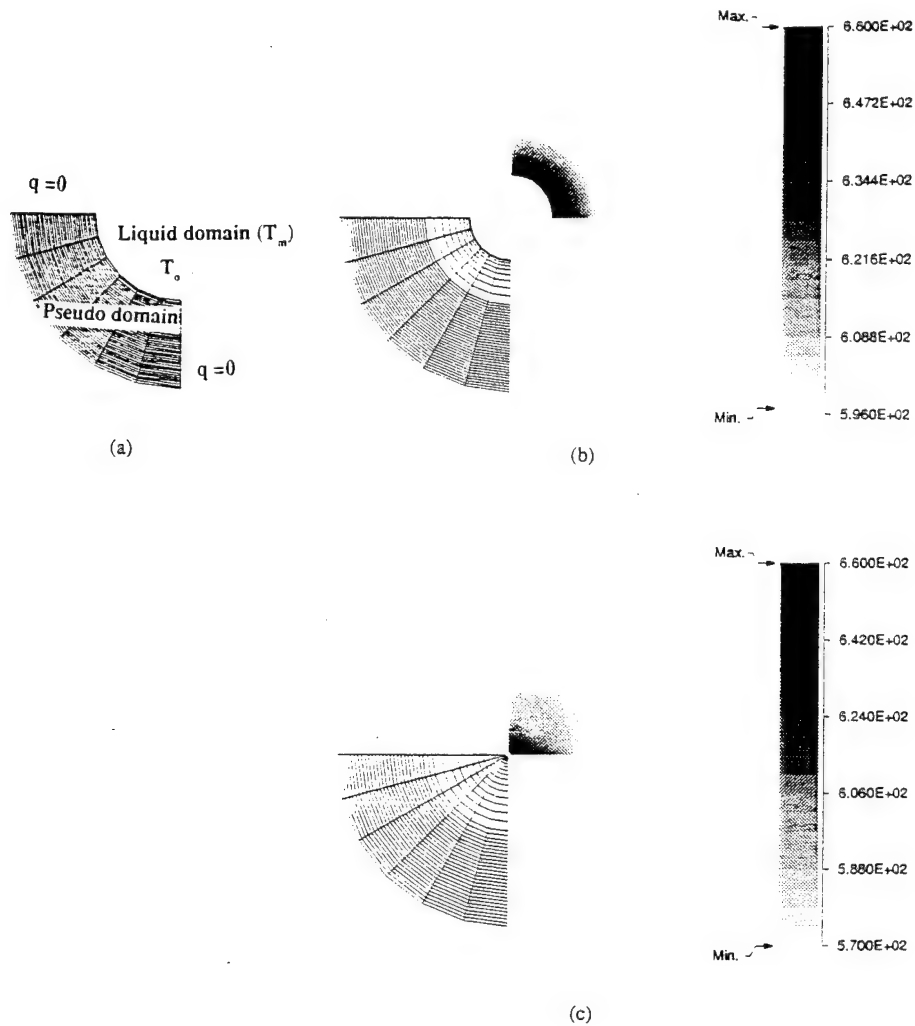 q =0
Liquid domain (Tm)
To
Pseudo domain
q =0
(a)
(b)
Max.
6.600E+02
6.472E+02
6.344E+02
6.216E+02
6.088E+02
5.960E+02
Min.
Max.
6.600E+02
6.420E+02
6.240E+02
6.060E+02
5.880E+02
5.700E+02
Min.
(c)